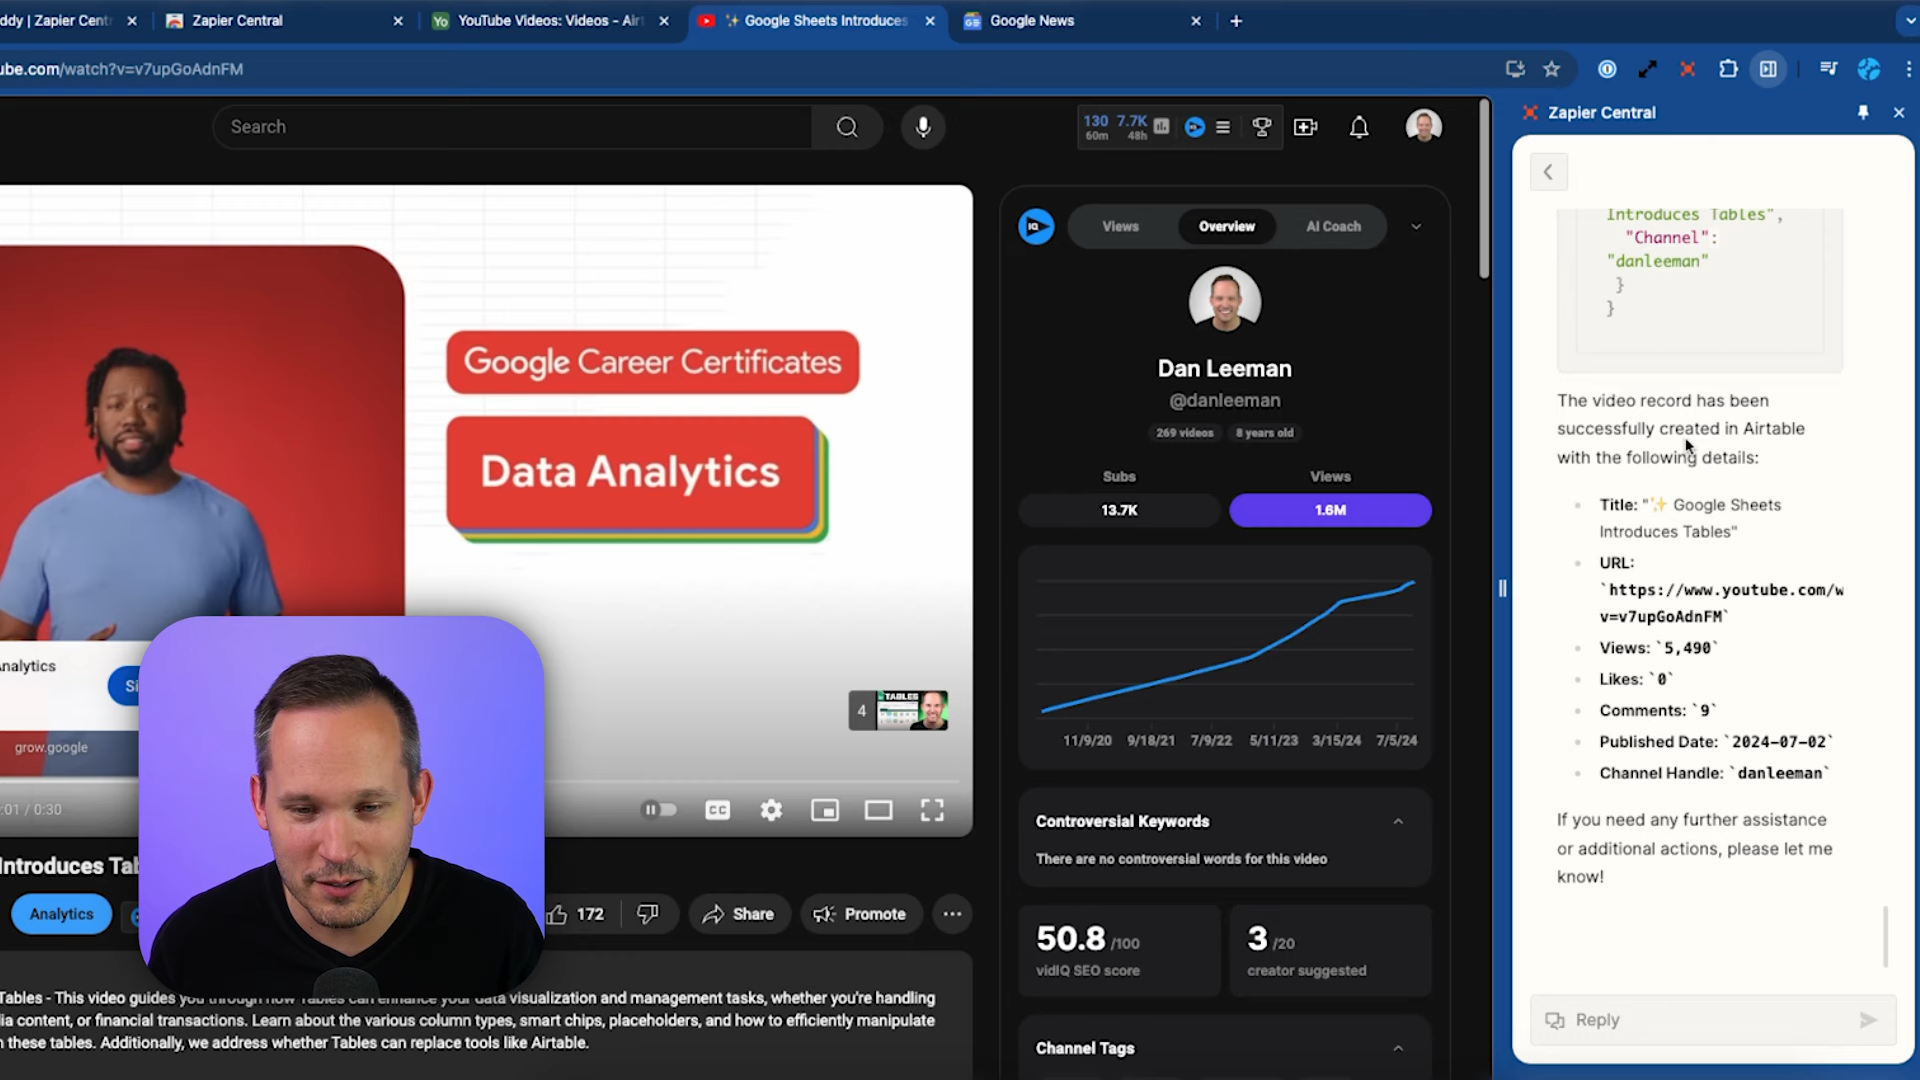 ddy | Zapier Cent
Zapier Central
Yo YouTube Videos: Videos - Airt
✨ Google Sheets Introduces
Google News
ube.com/watch?v=v7upGoAdnFM
Search
130 7.7K
60m 48h
Zapier Central
Google Career Certificates
Data Analytics
nalytics
Si
grow.google
4 TABLES
:01 / 0:30
CC
Introduces Tab
Analytics
172
Share
Promote
Tables - This video guides you through how Tables can enhance your data visualization and management tasks, whether you're handling
ia content, or financial transactions. Learn about the various column types, smart chips, placeholders, and how to efficiently manipulate
n these tables. Additionally, we address whether Tables can replace tools like Airtable.
IQ
Views
Overview
AI Coach
Dan Leeman
@danleeman
269 videos
8 years old
Subs
Views
13.7K
1.6M
11/9/20 9/18/21 7/9/22 5/11/23 3/15/24 7/5/24
Controversial Keywords
There are no controversial words for this video
50.8 /100
vidIQ SEO score
3 /20
creator suggested
Channel Tags
Introduces Tables",
"Channel":
"danleeman"
}
}
The video record has been
successfully created in Airtable
with the following details:
Title: "✨ Google Sheets
Introduces Tables"
URL:
`https://www.youtube.com/w
v=v7upGoAdnFM`
Views: `5,490`
Likes: `0`
Comments: `9`
Published Date: `2024-07-02`
Channel Handle: `danleeman`
If you need any further assistance
or additional actions, please let me
know!
Reply